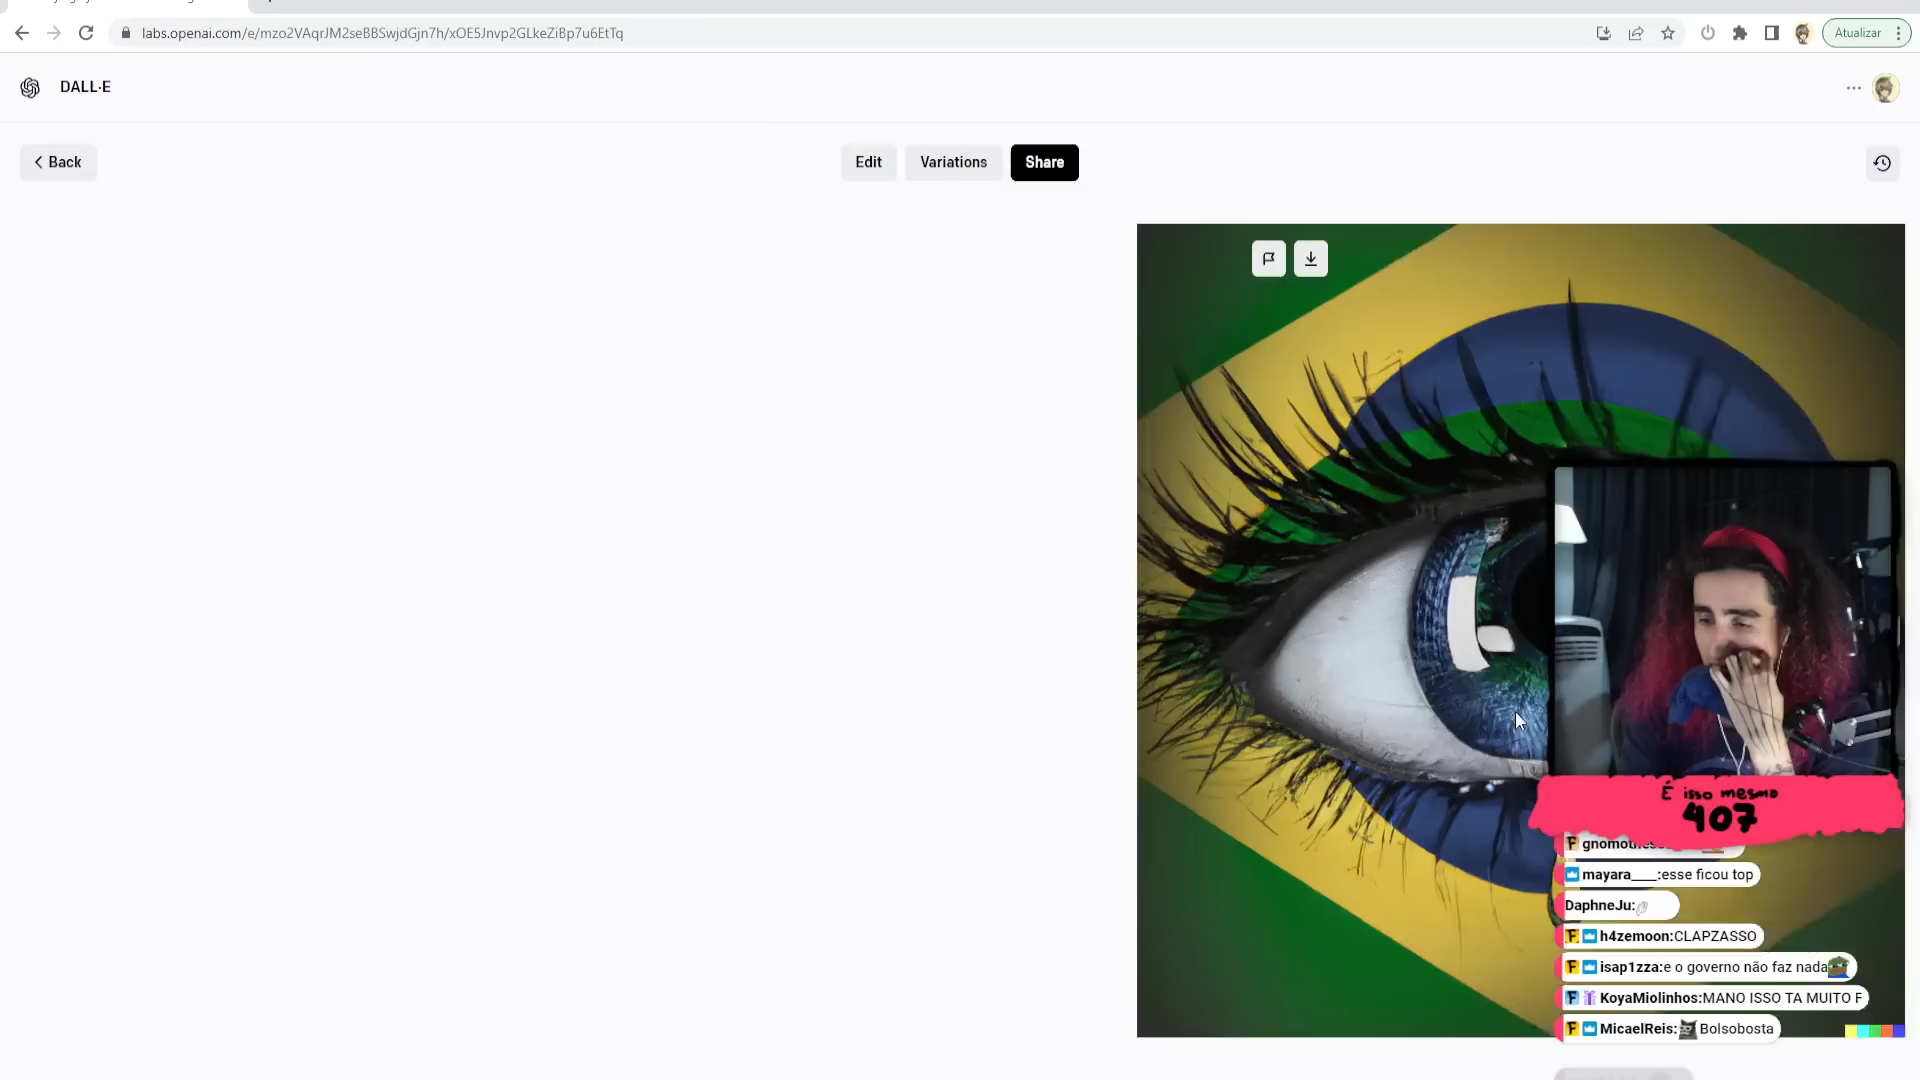 labs.openai.com/e/mzo2VAqrJM2seBBSwjdGjn7h/xOE5Jnvp2GLkeZiBp7u6EtTq
Atualizar
DALL·E
Back
Edit
Variations
Share
É isso mesmo
407
mayara____:esse ficou top
DaphneJu:
h4zemoon:CLAPZASSO
isap1zza:e o governo não faz nada
KoyaMiolinhos:MANO ISSO TA MUITO F
MicaelReis: Bolsobosta